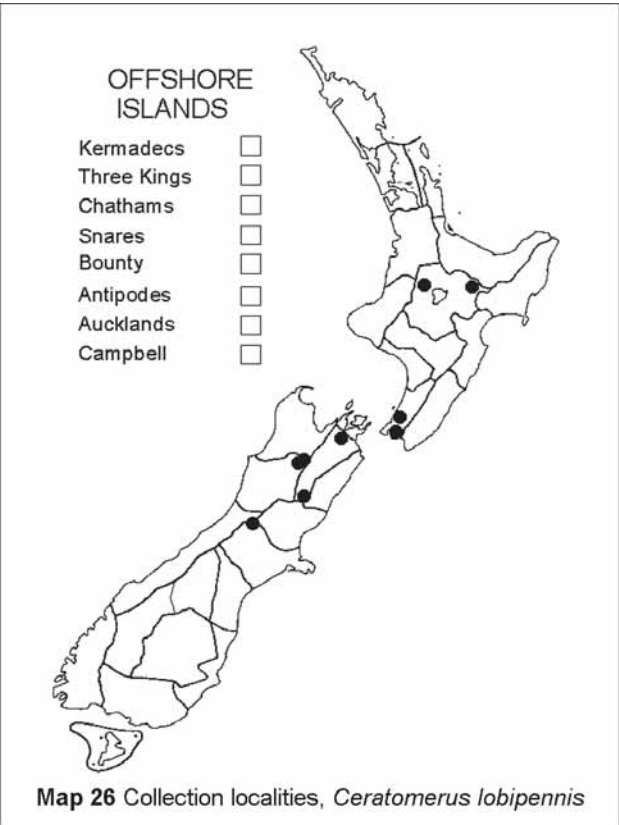 OFFSHORE
ISLANDS
Kermadecs
Three Kings
Chathams
Snares
Bounty
Antipodes
Aucklands
Campbell
Map 26 Collection localities, Ceratomerus lobipennis